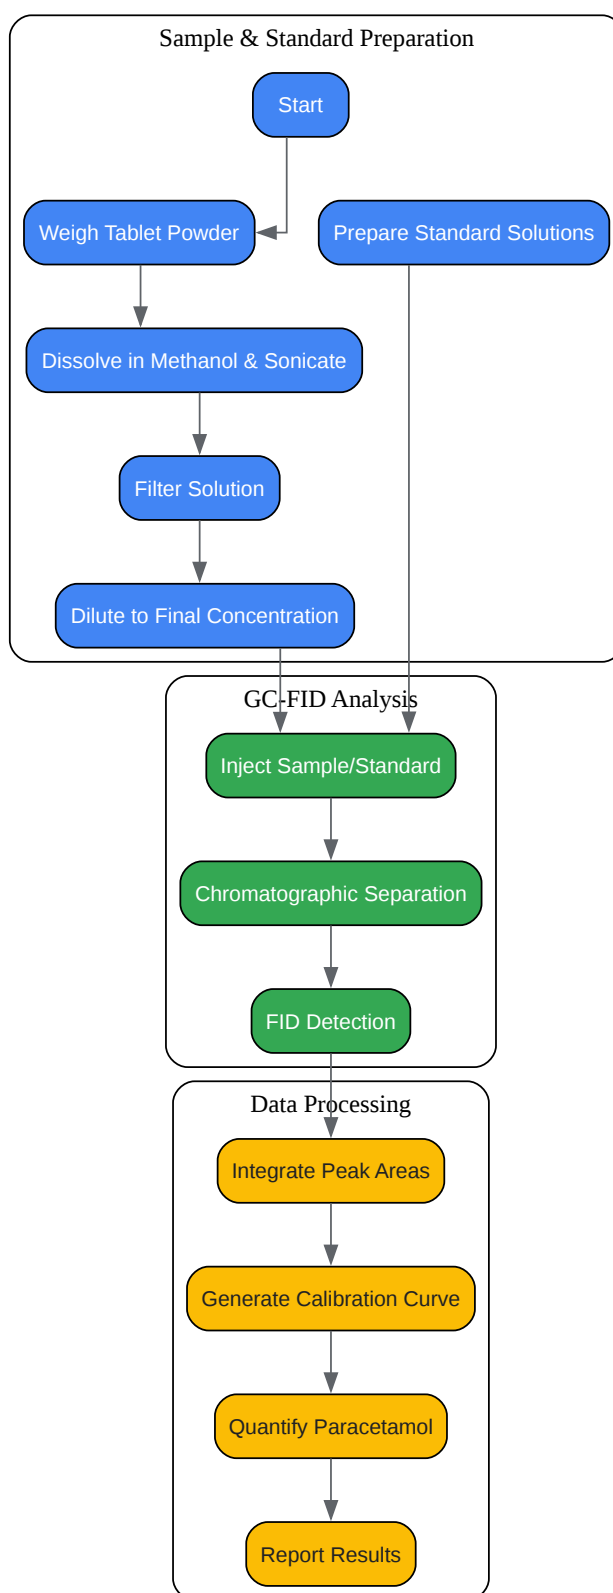 Sample & Standard Preparation
Start
Weigh Tablet Powder
Prepare Standard Solutions
Dissolve in Methanol & Sonicate
Filter Solution
Dilute to Final Concentration
GC-FID Analysis
Inject Sample/Standard
Chromatographic Separation
FID Detection
Data Processing
Integrate Peak Areas
Generate Calibration Curve
Quantify Paracetamol
Report Results